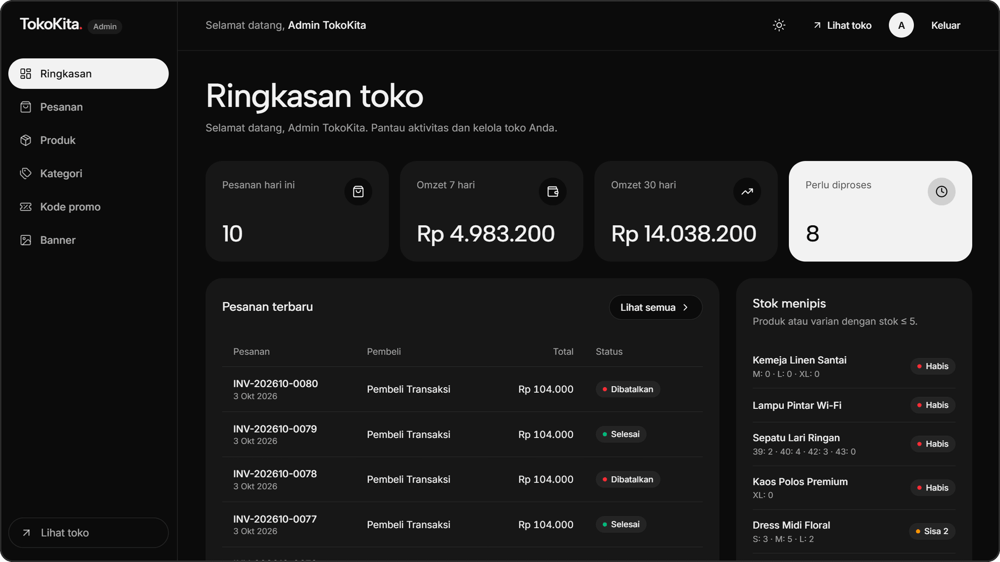 TokoKita. Admin
Selamat datang, Admin TokoKita
Lihat toko
A
Keluar
Ringkasan
Pesanan
Produk
Kategori
Kode promo
Banner
Lihat toko
Ringkasan toko
Selamat datang, Admin TokoKita. Pantau aktivitas dan kelola toko Anda.
Pesanan hari ini
10
Omzet 7 hari
Rp 4.983.200
Omzet 30 hari
Rp 14.038.200
Perlu diproses
8
Pesanan terbaru
Lihat semua
Pesanan Pembeli Total Status
INV-202610-0080
3 Okt 2026
Pembeli Transaksi Rp 104.000 Dibatalkan
INV-202610-0079
3 Okt 2026
Pembeli Transaksi Rp 104.000 Selesai
INV-202610-0078
3 Okt 2026
Pembeli Transaksi Rp 104.000 Dibatalkan
INV-202610-0077
3 Okt 2026
Pembeli Transaksi Rp 104.000 Selesai
Stok menipis
Produk atau varian dengan stok ≤ 5.
Kemeja Linen Santai
M: 0 · L: 0 · XL: 0
Habis
Lampu Pintar Wi-Fi
Habis
Sepatu Lari Ringan
39: 2 · 40: 4 · 42: 3 · 43: 0
Habis
Kaos Polos Premium
XL: 0
Habis
Dress Midi Floral
S: 3 · M: 5 · L: 2
Sisa 2